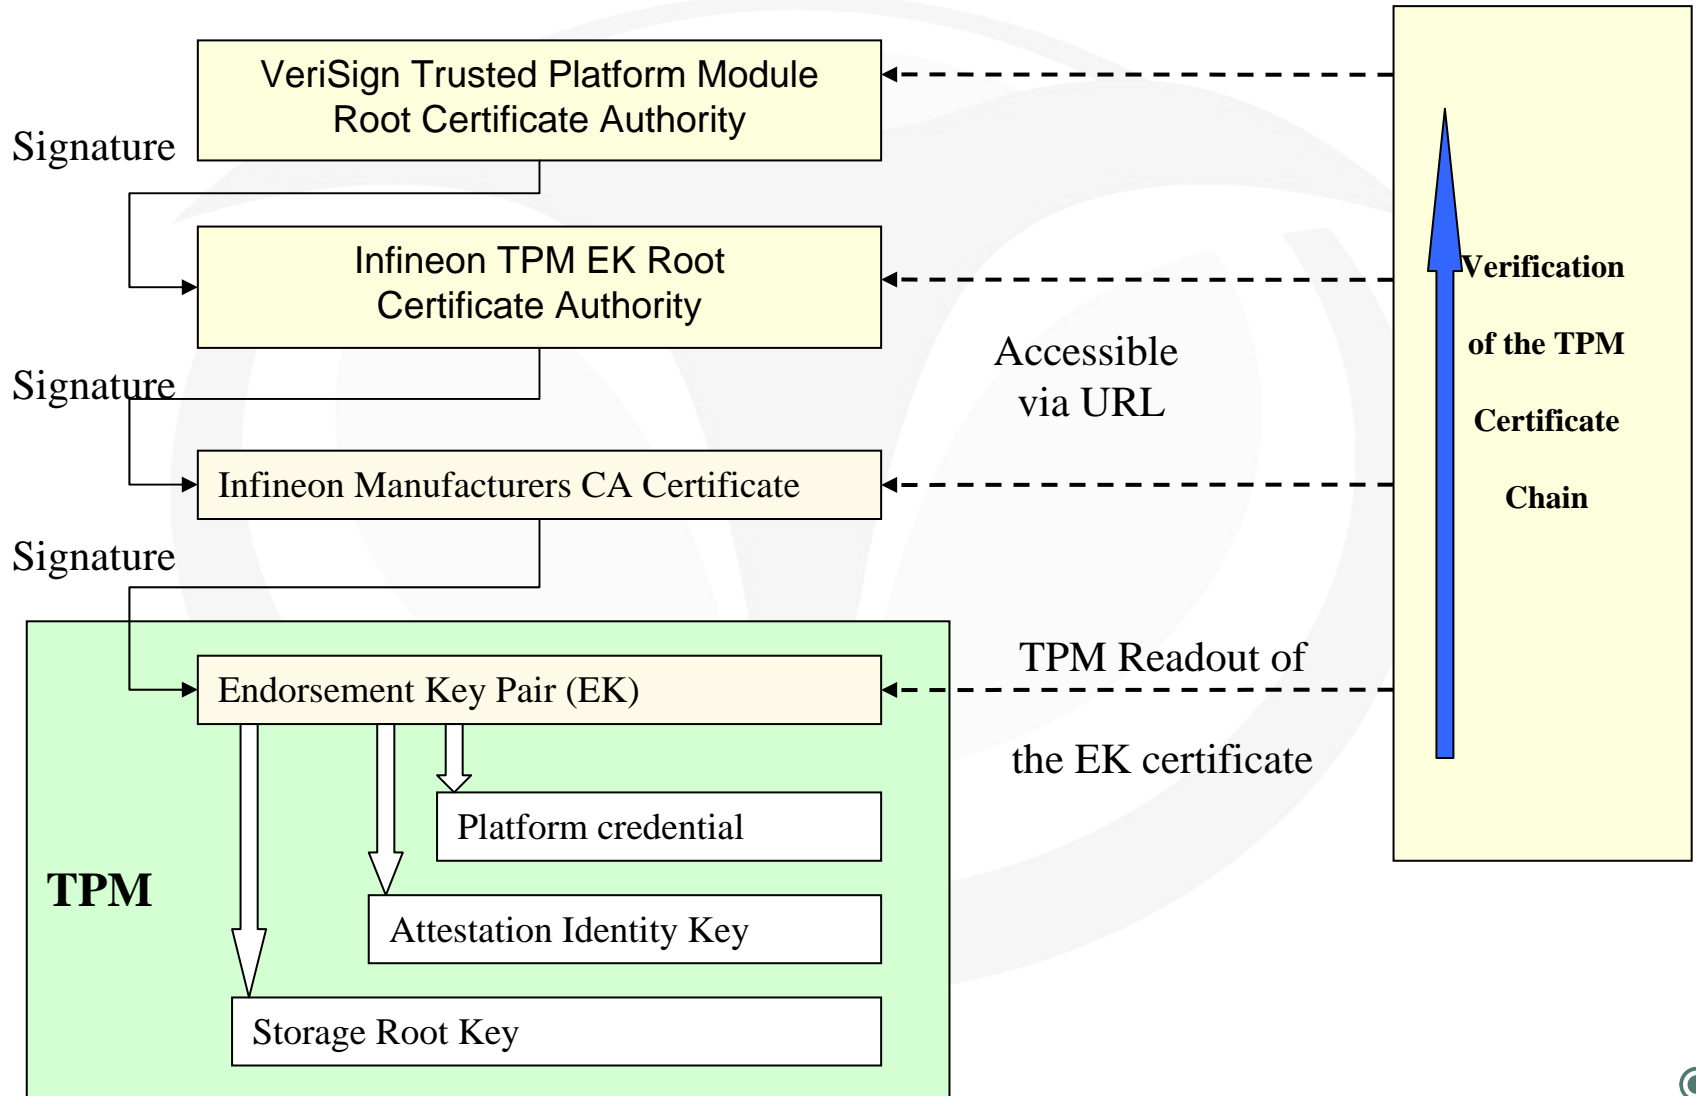 VeriSign Trusted Platform Module
Root Certificate Authority
Signature
Infineon TPM EK Root
Certificate Authority
Signature
Accessible
via URL
Infineon Manufacturers CA Certificate
Signature
Endorsement Key Pair (EK)
TPM Readout of
the EK certificate
Platform credential
TPM
Attestation Identity Key
Storage Root Key
Verification
of the TPM
Certificate
Chain